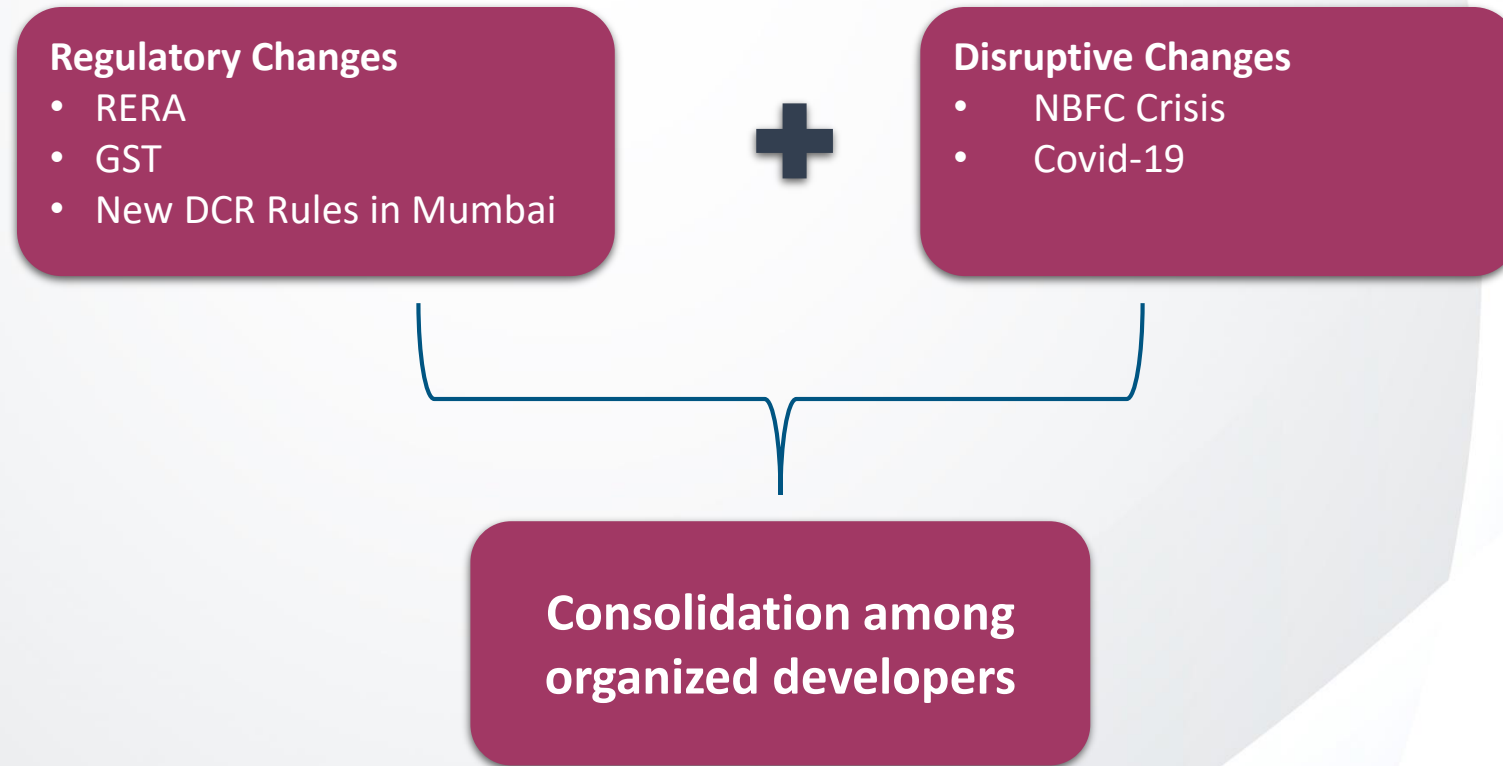 Regulatory Changes
• RERA
• GST
• New DCR Rules in Mumbai
Disruptive Changes
• NBFC Crisis
• Covid-19
Consolidation among
organized developers